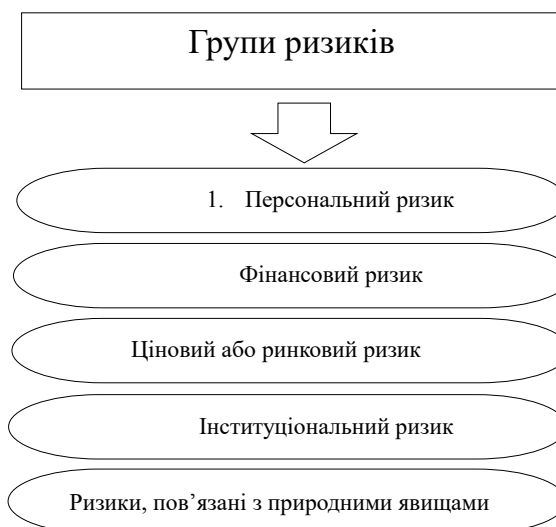 Групи ризиків
1. Персональний ризик
Фінансовий ризик
Ціновий або ринковий ризик
Інституціональний ризик
Ризики, пов’язані з природними явищами